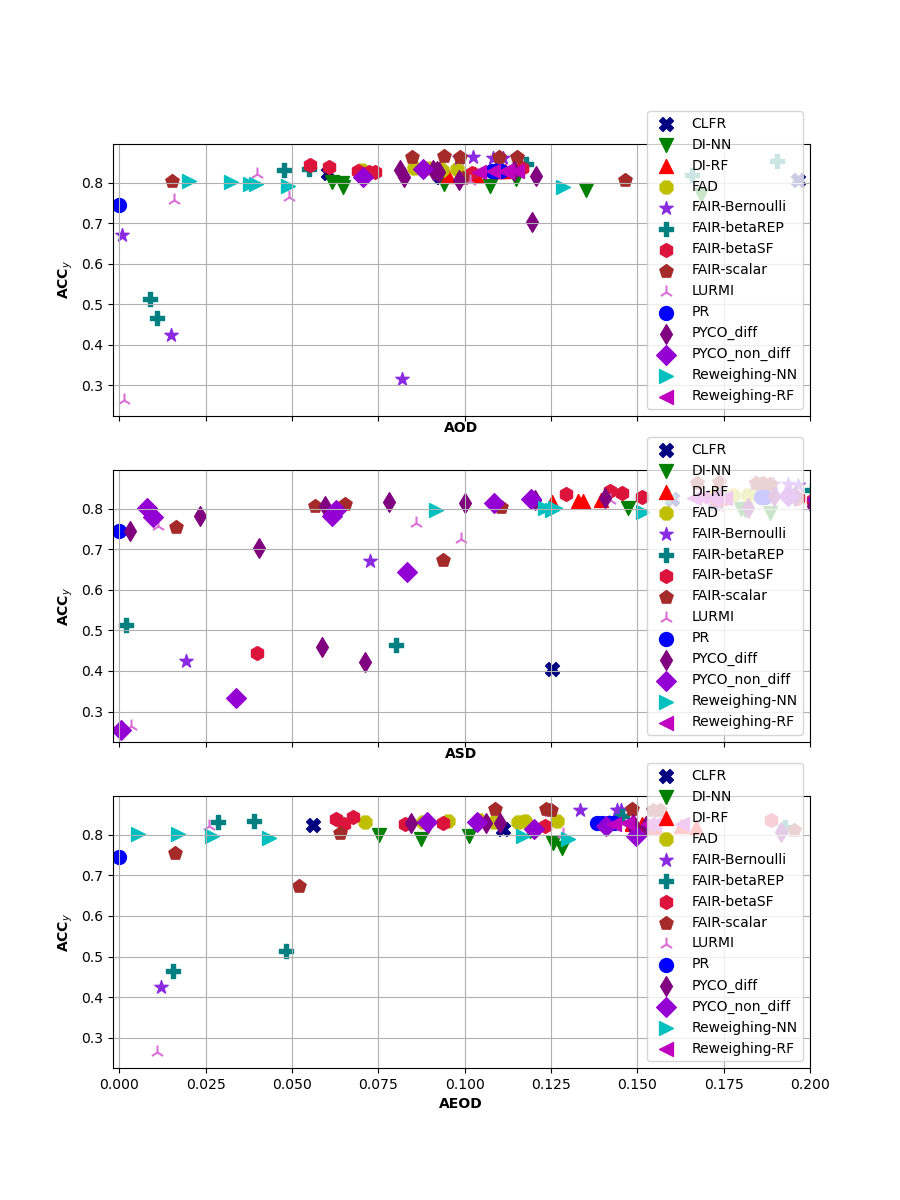 CLFR
DI-NN
DI-RF
FAD
FAIR-Bernoulli
FAIR-betaREP
FAIR-betaSF
FAIR-scalar
LURMI
PR
PYCO_diff
PYCO_non_diff
Reweighing-NN
Reweighing-RF
0.8
0.7
0.6
0.5
0.4
0.3
ACCy
AOD
CLFR
DI-NN
DI-RF
FAD
FAIR-Bernoulli
FAIR-betaREP
FAIR-betaSF
FAIR-scalar
LURMI
PR
PYCO_diff
PYCO_non_diff
Reweighing-NN
Reweighing-RF
0.8
0.7
0.6
0.5
0.4
0.3
ACCy
ASD
CLFR
DI-NN
DI-RF
FAD
FAIR-Bernoulli
FAIR-betaREP
FAIR-betaSF
FAIR-scalar
LURMI
PR
PYCO_diff
PYCO_non_diff
Reweighing-NN
Reweighing-RF
0.8
0.7
0.6
0.5
0.4
0.3
ACCy
0.000 0.025 0.050 0.075 0.100 0.125 0.150 0.175 0.200
AEOD